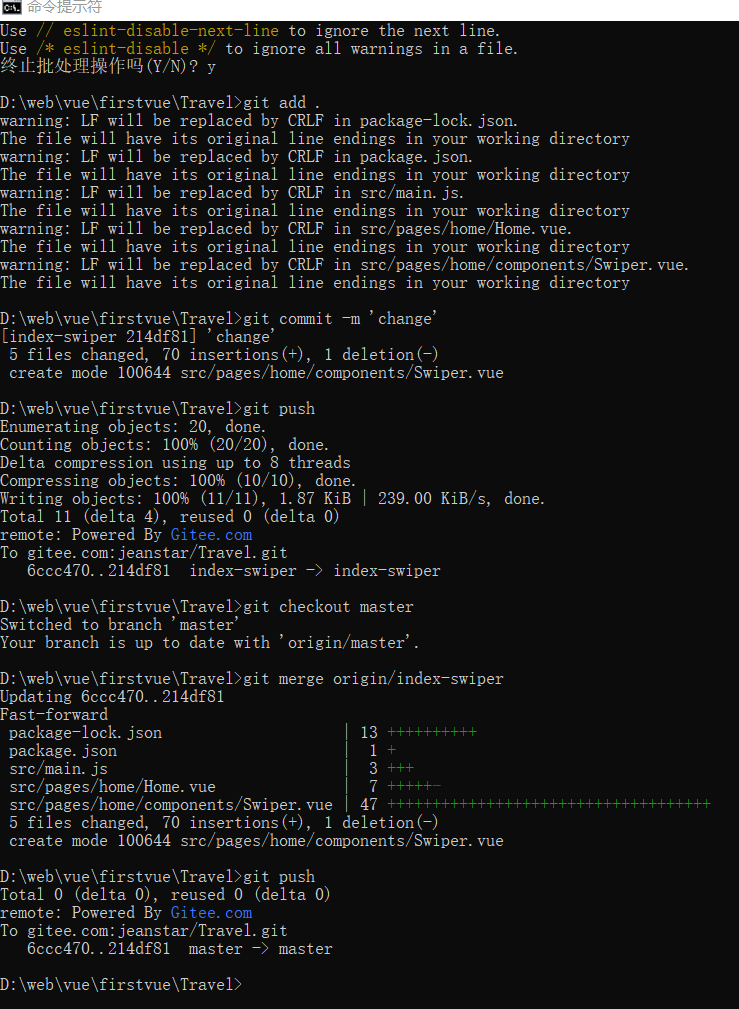 命令提示符
Use // eslint-disable-next-line to ignore the next line.
Use /* eslint-disable */ to ignore all warnings in a file.
终止批处理操作吗(Y/N)? y
D:\web\vue\firstvue\Travel>git add .
warning: LF will be replaced by CRLF in package-lock.json.
The file will have its original line endings in your working directory
warning: LF will be replaced by CRLF in package.json.
The file will have its original line endings in your working directory
warning: LF will be replaced by CRLF in src/main.js.
The file will have its original line endings in your working directory
warning: LF will be replaced by CRLF in src/pages/home/Home.vue.
The file will have its original line endings in your working directory
warning: LF will be replaced by CRLF in src/pages/home/components/Swiper.vue.
The file will have its original line endings in your working directory
D:\web\vue\firstvue\Travel>git commit -m 'change'
[index-swiper 214df81] 'change'
 5 files changed, 70 insertions(+), 1 deletion(-)
 create mode 100644 src/pages/home/components/Swiper.vue
D:\web\vue\firstvue\Travel>git push
Enumerating objects: 20, done.
Counting objects: 100% (20/20), done.
Delta compression using up to 8 threads
Compressing objects: 100% (10/10), done.
Writing objects: 100% (11/11), 1.87 KiB | 239.00 KiB/s, done.
Total 11 (delta 4), reused 0 (delta 0)
remote: Powered By Gitee.com
To gitee.com:jeanstar/Travel.git
   6ccc470..214df81  index-swiper -> index-swiper
D:\web\vue\firstvue\Travel>git checkout master
Switched to branch 'master'
Your branch is up to date with 'origin/master'.
D:\web\vue\firstvue\Travel>git merge origin/index-swiper
Updating 6ccc470..214df81
Fast-forward
 package-lock.json                    | 13 ++++++++++
 package.json                         |  1 +
 src/main.js                          |  3 +++
 src/pages/home/Home.vue              |  7 +++++-
 src/pages/home/components/Swiper.vue | 47 ++++++++++++++++++++++++++++++++++++
 5 files changed, 70 insertions(+), 1 deletion(-)
 create mode 100644 src/pages/home/components/Swiper.vue
D:\web\vue\firstvue\Travel>git push
Total 0 (delta 0), reused 0 (delta 0)
remote: Powered By Gitee.com
To gitee.com:jeanstar/Travel.git
   6ccc470..214df81  master -> master
D:\web\vue\firstvue\Travel>